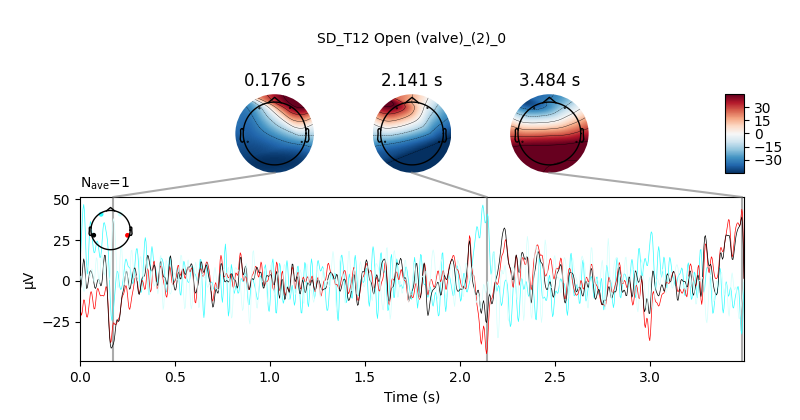 SD_T12 Open (valve)_(2)_0
0.176 s
2.141 s
3.484 s
30
15
0
−15
−30
Nave=1
50
25
0
−25
µV
0.0
0.5
1.0
1.5
2.0
2.5
3.0
Time (s)